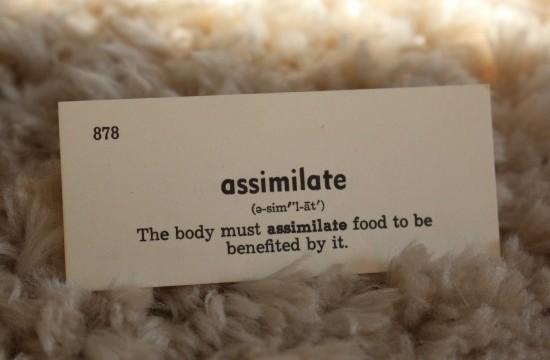 878
assimilate
(ə-sim″'l-āt′)
The body must assimilate food to be
benefited by it.